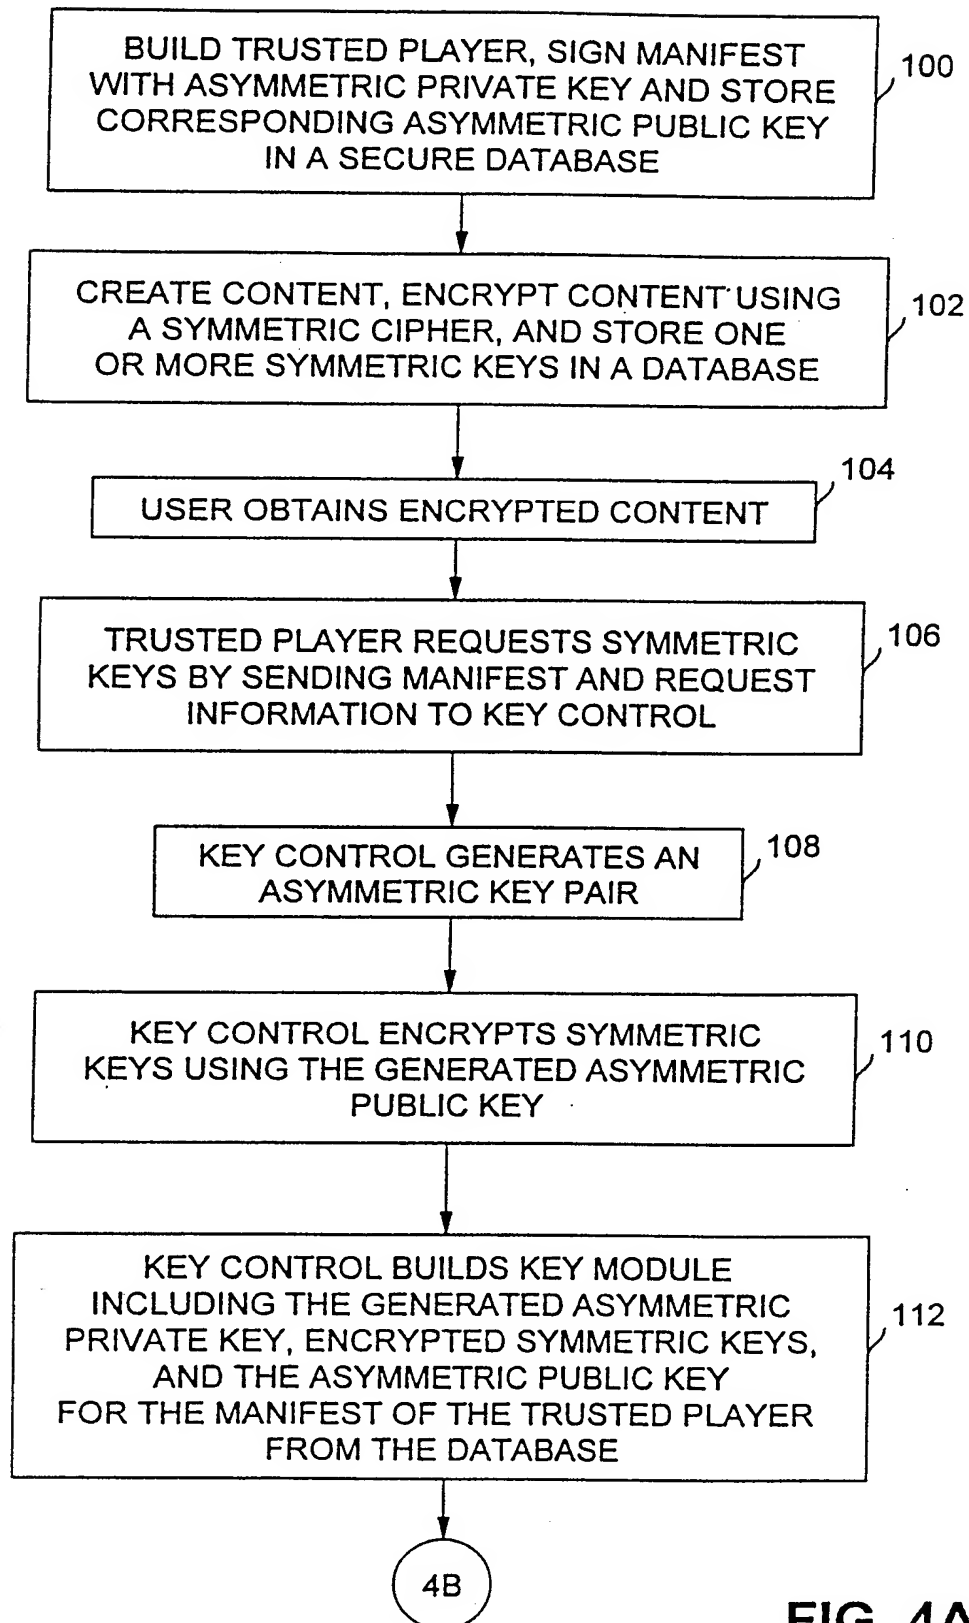 BUILD TRUSTED PLAYER, SIGN MANIFEST
WITH ASYMMETRIC PRIVATE KEY AND STORE
CORRESPONDING ASYMMETRIC PUBLIC KEY
IN A SECURE DATABASE
100
CREATE CONTENT, ENCRYPT CONTENT USING
A SYMMETRIC CIPHER, AND STORE ONE
OR MORE SYMMETRIC KEYS IN A DATABASE
102
104
USER OBTAINS ENCRYPTED CONTENT
TRUSTED PLAYER REQUESTS SYMMETRIC
KEYS BY SENDING MANIFEST AND REQUEST
INFORMATION TO KEY CONTROL
106
KEY CONTROL GENERATES AN
ASYMMETRIC KEY PAIR
108
KEY CONTROL ENCRYPTS SYMMETRIC
KEYS USING THE GENERATED ASYMMETRIC
PUBLIC KEY
110
KEY CONTROL BUILDS KEY MODULE
INCLUDING THE GENERATED ASYMMETRIC
PRIVATE KEY, ENCRYPTED SYMMETRIC KEYS,
AND THE ASYMMETRIC PUBLIC KEY
FOR THE MANIFEST OF THE TRUSTED PLAYER
FROM THE DATABASE
112
4B
FIG. 4A